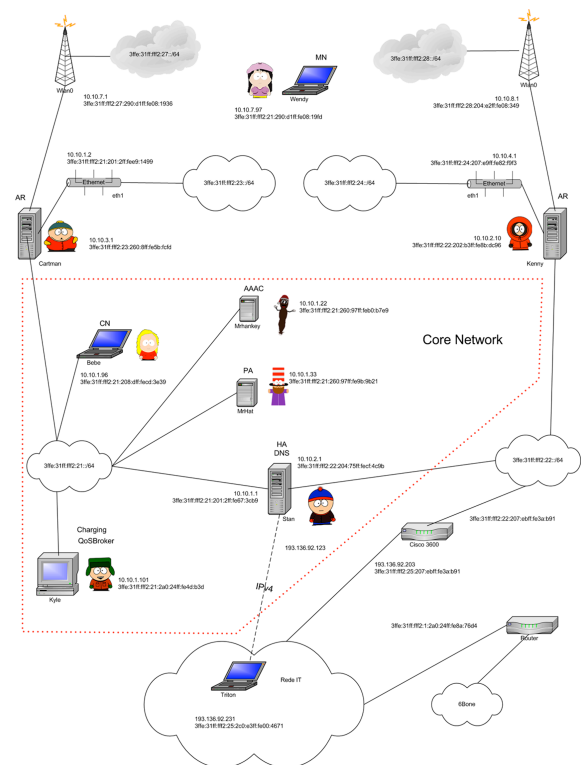 3ffe:31ff:fff2:27::/64
MN
3ffe:31ff:fff2:28::/64
Wlan0
Wendy
Wlan0
10.10.7.1
3ffe:31ff:fff2:27:290:d1ff:fe08:1936
10.10.7.97
3ffe:31ff:fff2:21:290:d1ff:fe08:19fd
10.10.8.1
3ffe:31ff:fff2:28:204:e2ff:fe08:349
10.10.1.2
3ffe:31ff:fff2:21:201:2ff:fee9:1499
10.10.4.1
3ffe:31ff:fff2:24:207:e9ff:fe82:f9f3
Ethernet
eth1
3ffe:31ff:fff2:23::/64
3ffe:31ff:fff2:24::/64
Ethernet
eth1
AR
AR
Cartman
10.10.3.1
3ffe:31ff:fff2:23:260:8ff:fe5b:fcfd
10.10.2.10
3ffe:31ff:fff2:22:202:b3ff:fe8b:dc96
Kenny
AAAC
Mrhankey
10.10.1.22
3ffe:31ff:fff2:21:260:97ff:feb0:b7e9
Core Network
CN
Bebe
10.10.1.96
3ffe:31ff:fff2:21:208:dff:fecd:3e39
PA
MrHat
10.10.1.33
3ffe:31ff:fff2:21:260:97ff:fe9b:9b21
HA
DNS
10.10.2.1
3ffe:31ff:fff2:22:204:75ff:fecf:4c9b
3ffe:31ff:fff2:21::/64
3ffe:31ff:fff2:22::/64
10.10.1.1
3ffe:31ff:fff2:21:201:2ff:fe67:3cb9
Stan
3ffe:31ff:fff2:22:207:ebff:fe3a:b91
Charging
QoSBroker
Kyle
10.10.1.101
3ffe:31ff:fff2:21:2a0:24ff:fe4d:b3d
193.136.92.123
Cisco 3600
193.136.92.203
3ffe:31ff:fff2:25:207:ebff:fe3a:b91
IPv4
3ffe:31ff:fff2:1:2a0:24ff:fe8a:76d4
Router
Rede IT
Triton
6Bone
193.136.92.231
3ffe:31ff:fff2:25:2c0:e3ff:fe00:4671